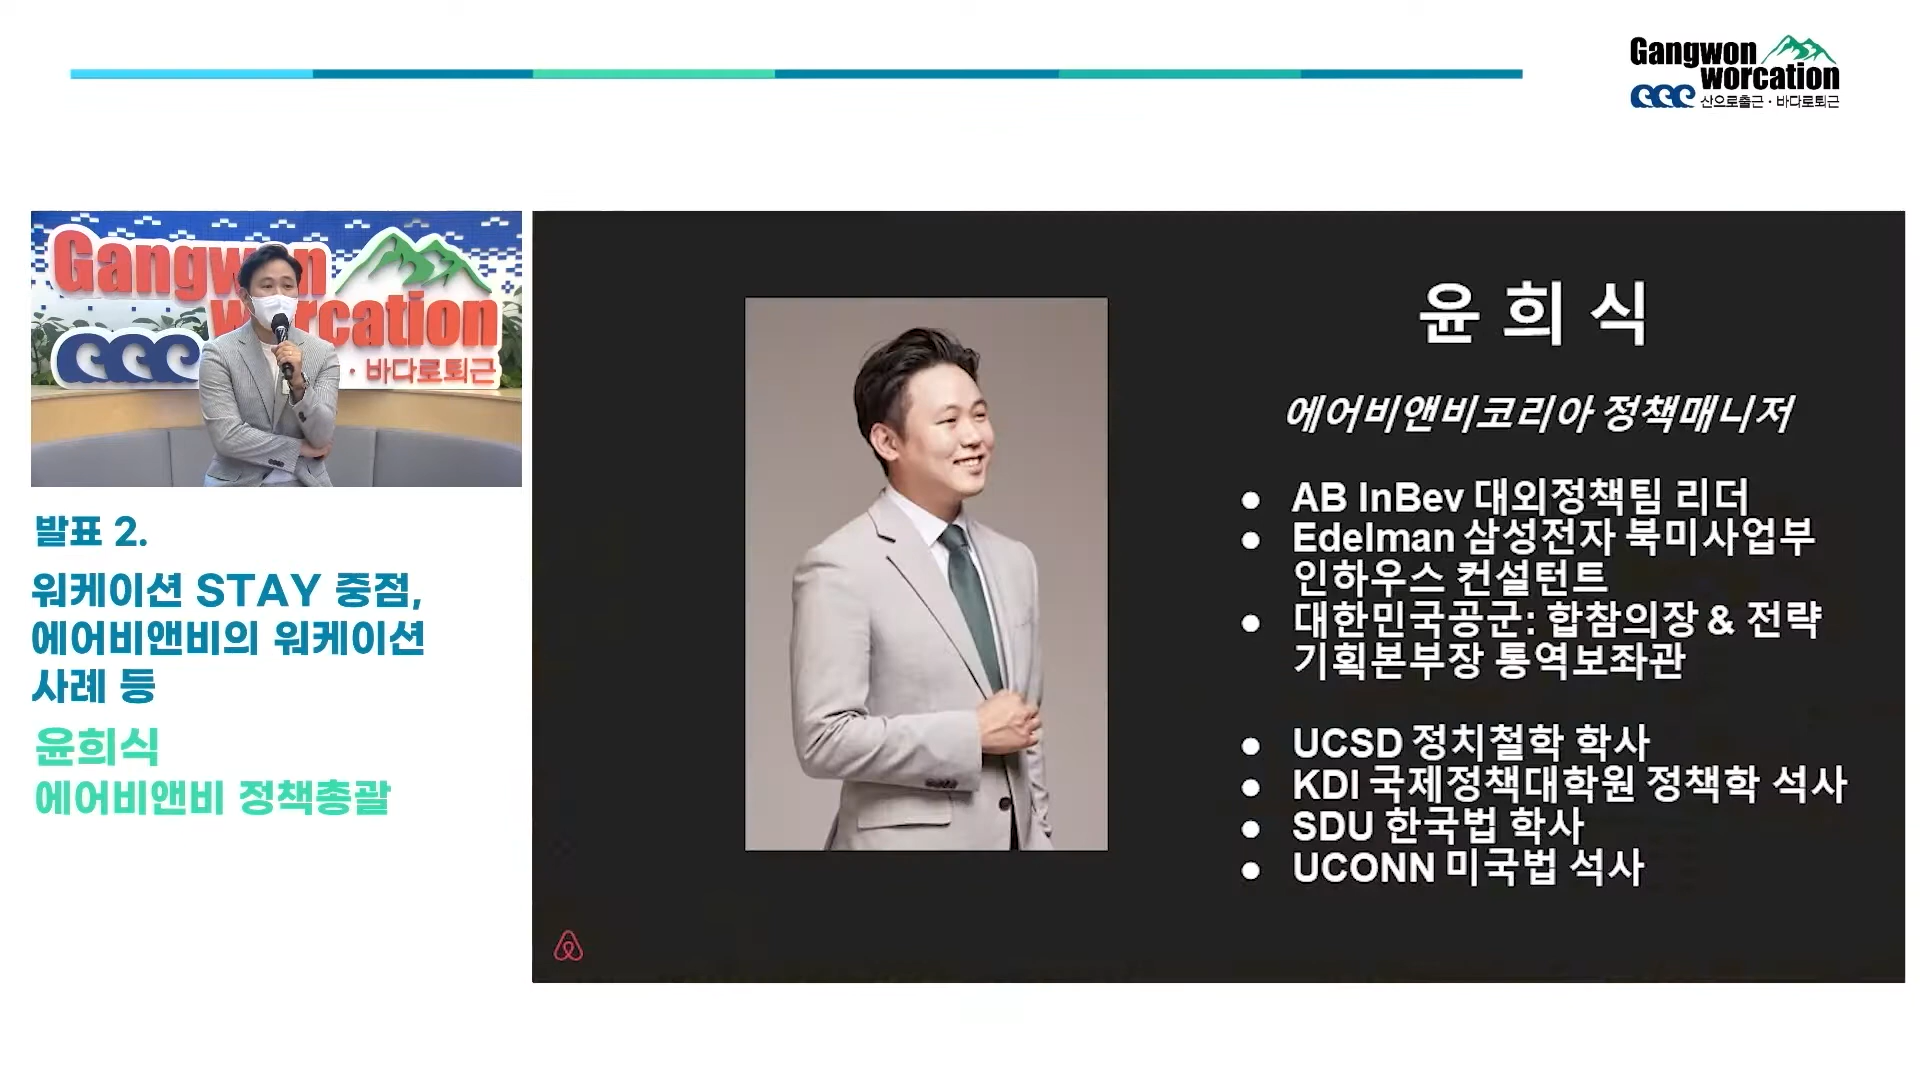 Gangwon
worcation
산으로출근·바다로퇴근
Gangw n
w rcation
·바다로퇴근
발표 2.
워케이션 STAY 중점,
에어비앤비의 워케이션
사례 등
윤희식
에어비앤비 정책총괄
윤 희 식
에어비앤비코리아 정책매니저
● AB InBev 대외정책팀 리더
● Edelman 삼성전자 북미사업부
인하우스 컨설턴트
● 대한민국공군: 합참의장 & 전략
기획본부장 통역보좌관
● UCSD 정치철학 학사
● KDI 국제정책대학원 정책학 석사
● SDU 한국법 학사
● UCONN 미국법 석사